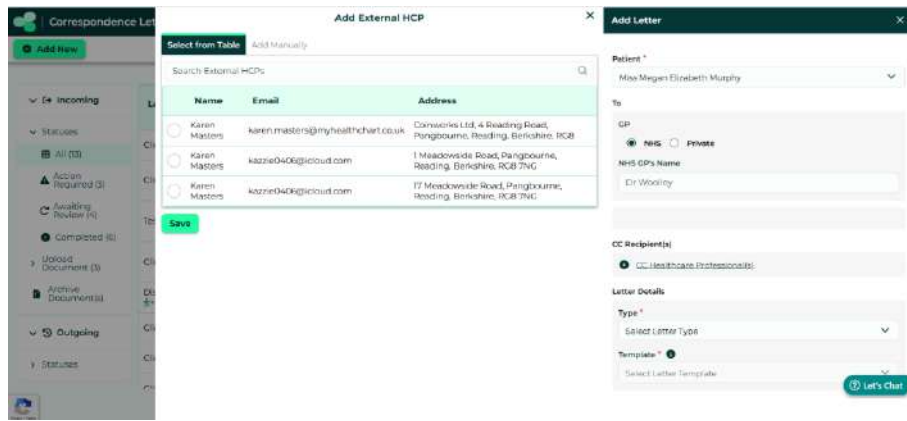 Correspondence Let
Add New
Incoming
Statuses
All (13)
Action
Required (3)
Awaiting
Review (4)
Completed (6)
Upload
Document (3)
Archive
Document(s)
Outgoing
Statuses
Add External HCP
Select from Table
Add Manually
Search External HCPs
Name Email Address
Karen
Masters
karen.masters@myhealthchart.co.uk
Coinworks Ltd, 4 Reading Road,
Pangbourne, Reading, Berkshire, RG8
Karen
Masters
kazzie0406@icloud.com
1 Meadowside Road, Pangbourne,
Reading, Berkshire, RG8 7NG
Karen
Masters
kazzie0406@icloud.com
17 Meadowside Road, Pangbourne,
Reading, Berkshire, RG8 7NG
Save
Add Letter
Patient *
Miss Megan Elizabeth Murphy
To
GP
NHS
Private
NHS GP's Name
Dr Woolley
CC Recipient(s)
CC Healthcare Professional(s)
Letter Details
Type *
Select Letter Type
Template *
Select Letter Template
Let's Chat